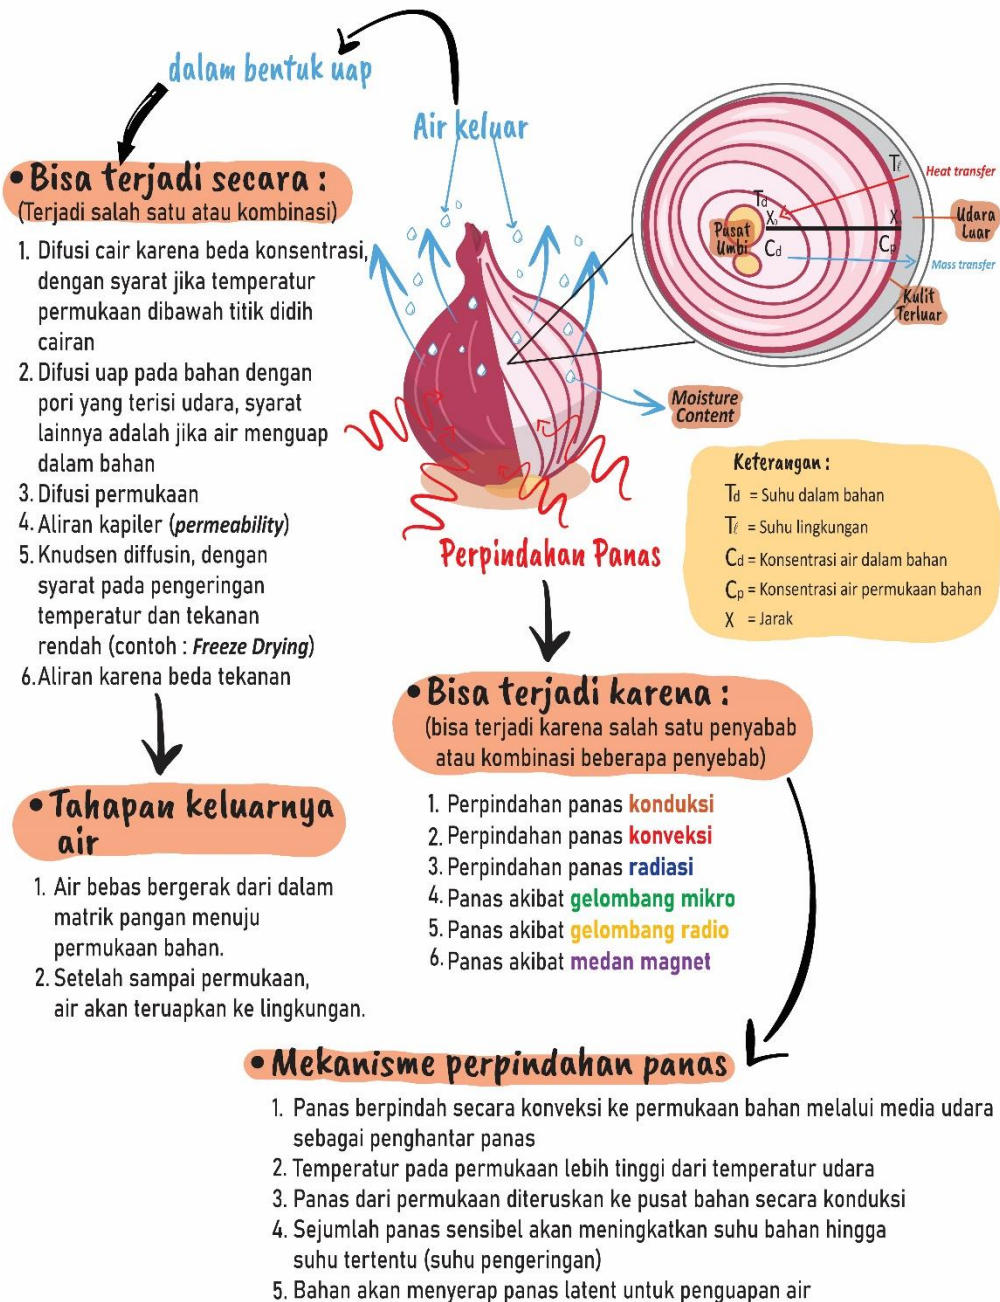 dalam bentuk uap
Air keluar
• Bisa terjadi secara :
(Terjadi salah satu atau kombinasi)
1. Difusi cair karena beda konsentrasi,
dengan syarat jika temperatur
permukaan dibawah titik didih
cairan
2. Difusi uap pada bahan dengan
pori yang terisi udara, syarat
lainnya adalah jika air menguap
dalam bahan
3. Difusi permukaan
4. Aliran kapiler (permeability)
5. Knudsen diffusin, dengan
syarat pada pengeringan
temperatur dan tekanan
rendah (contoh : Freeze Drying)
6. Aliran karena beda tekanan
Tℓ
Heat transfer
Td
X₀
X
Udara
Luar
Pusat
Umbi
Cd
Cp
Mass transfer
Kulit
Terluar
Moisture
Content
Keterangan :
Td = Suhu dalam bahan
Tℓ = Suhu lingkungan
Cd = Konsentrasi air dalam bahan
Cp = Konsentrasi air permukaan bahan
X = Jarak
Perpindahan Panas
• Bisa terjadi karena :
(bisa terjadi karena salah satu penyabab
atau kombinasi beberapa penyebab)
1. Perpindahan panas konduksi
2. Perpindahan panas konveksi
3. Perpindahan panas radiasi
4. Panas akibat gelombang mikro
5. Panas akibat gelombang radio
6. Panas akibat medan magnet
• Tahapan keluarnya
air
1. Air bebas bergerak dari dalam
matrik pangan menuju
permukaan bahan.
2. Setelah sampai permukaan,
air akan teruapkan ke lingkungan.
• Mekanisme perpindahan panas
1. Panas berpindah secara konveksi ke permukaan bahan melalui media udara
sebagai penghantar panas
2. Temperatur pada permukaan lebih tinggi dari temperatur udara
3. Panas dari permukaan diteruskan ke pusat bahan secara konduksi
4. Sejumlah panas sensibel akan meningkatkan suhu bahan hingga
suhu tertentu (suhu pengeringan)
5. Bahan akan menyerap panas latent untuk penguapan air